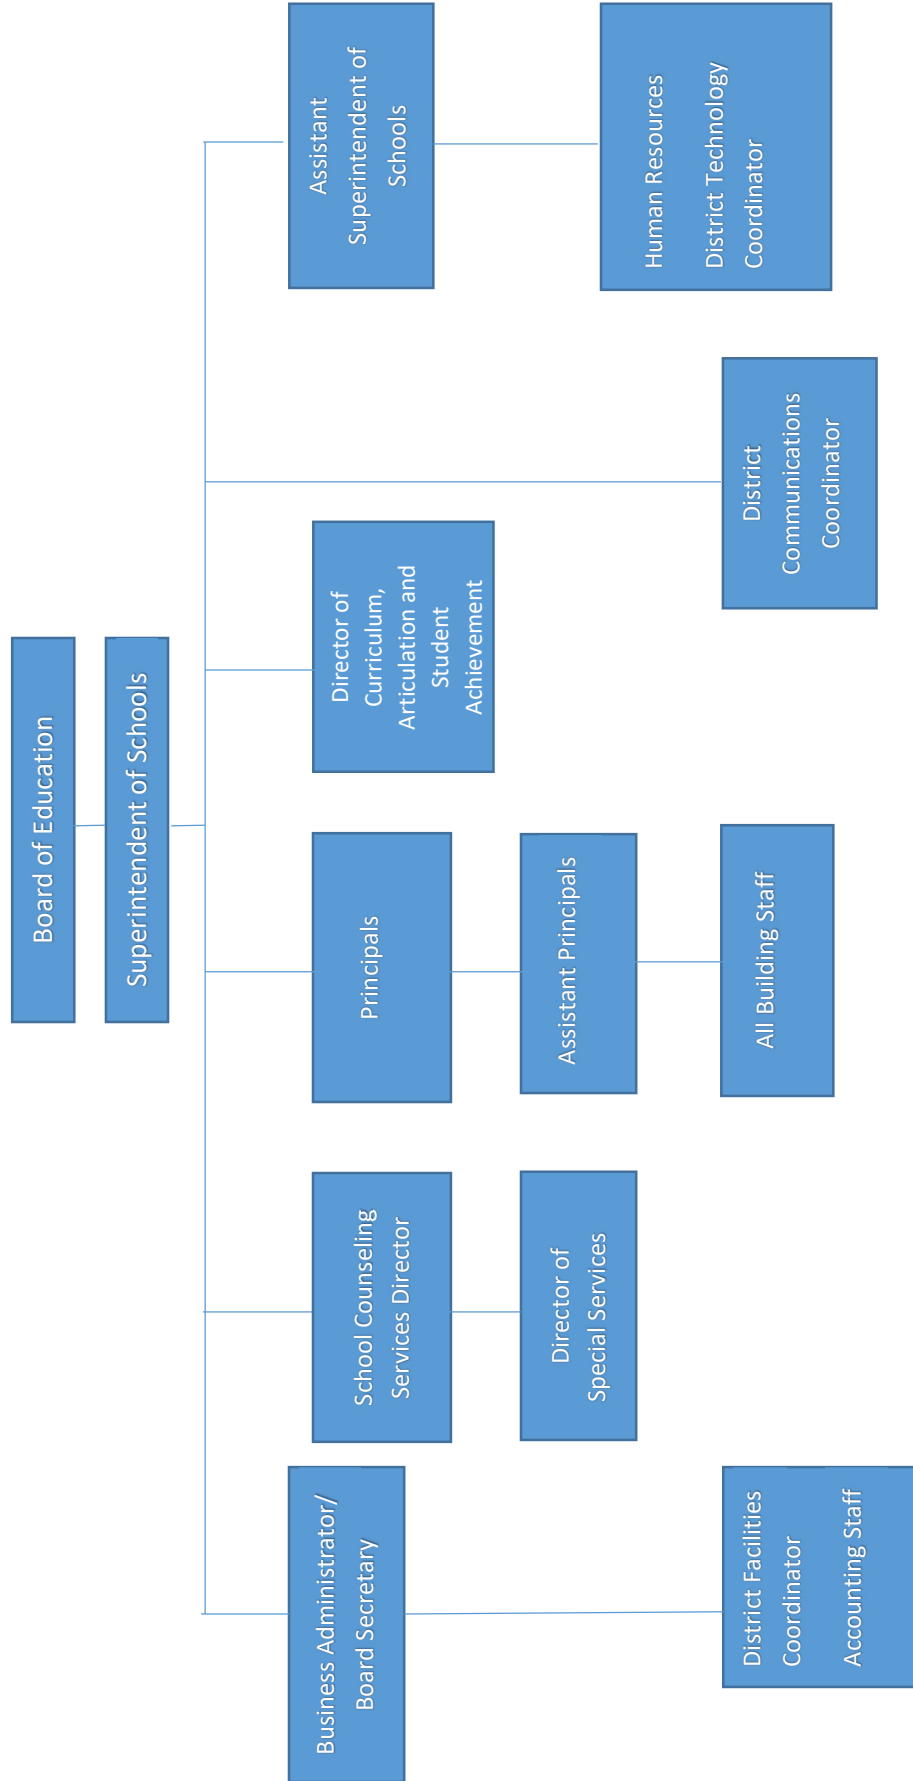 Board of Education
Superintendent of Schools
Business Administrator/
Board Secretary
School Counseling
Services Director
Principals
Director of
Curriculum,
Articulation and
Student
Achievement
Assistant
Superintendent of
Schools
Director of
Special Services
Assistant Principals
Human Resources
District Technology
Coordinator
District Facilities
Coordinator
Accounting Staff
All Building Staff
District
Communications
Coordinator